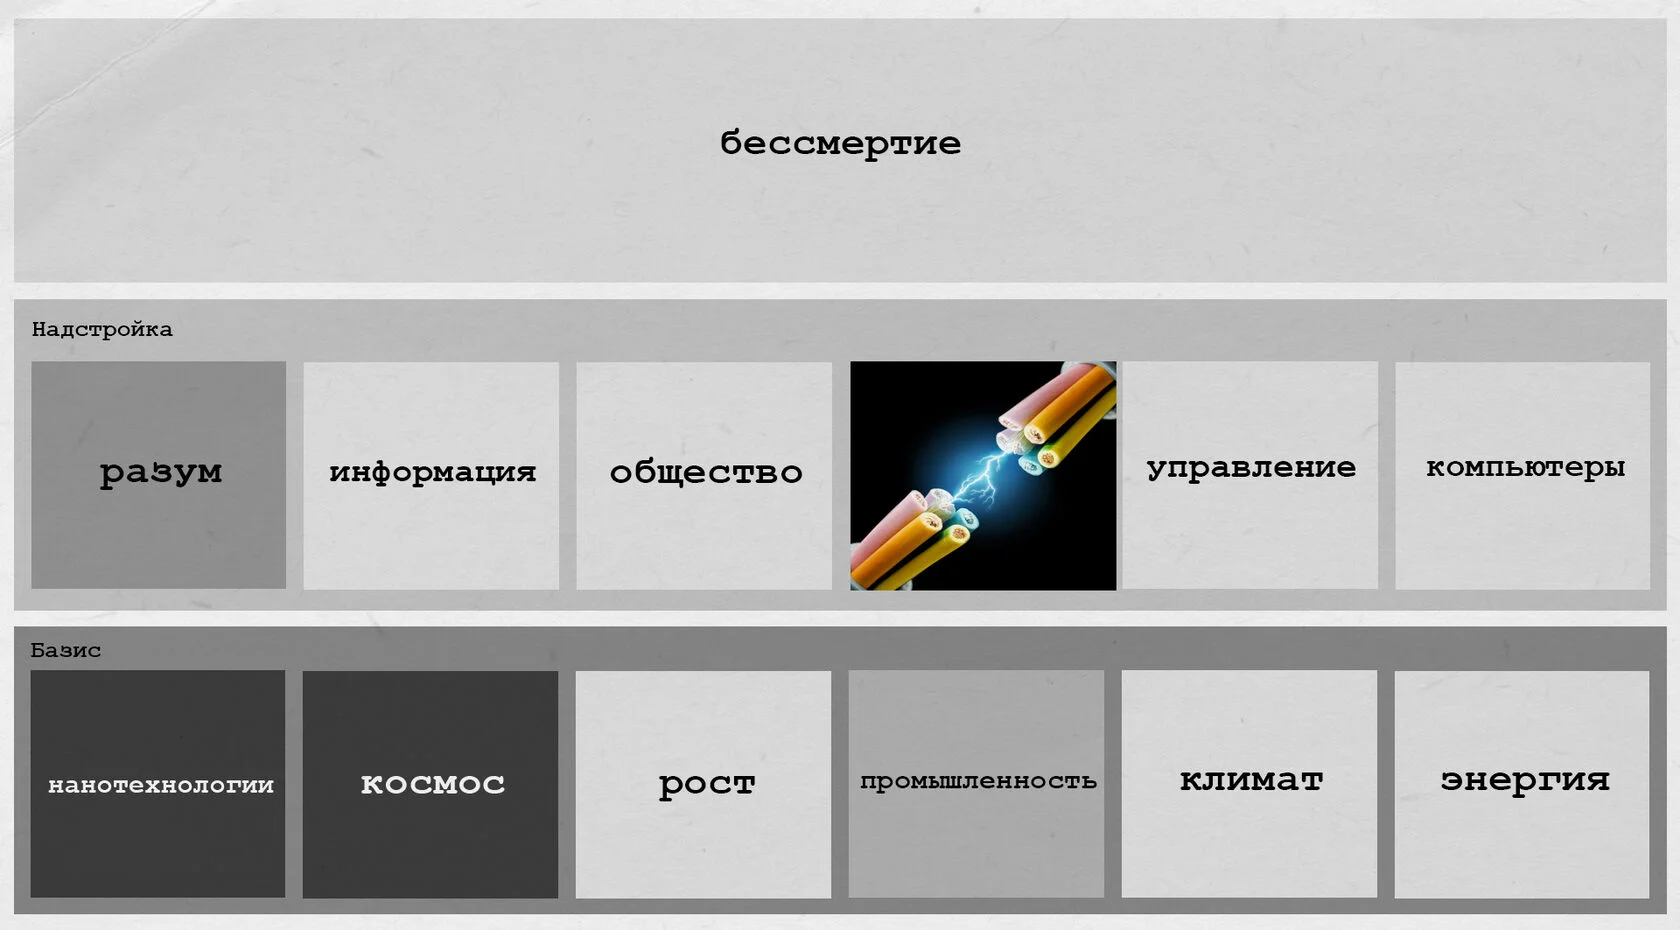 бессмертие
Надстройка
разум
информация
общество
управление
компьютеры
Базис
нанотехнологии
космос
рост
промышленность
климат
энергия